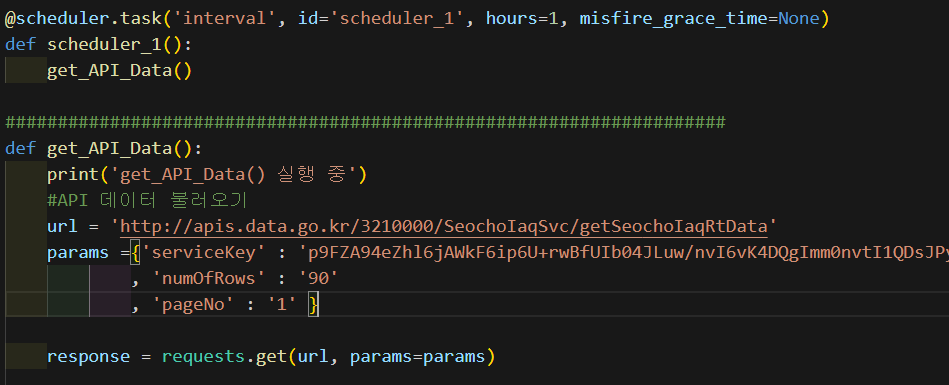 @scheduler.task('interval', id='scheduler_1', hours=1, misfire_grace_time=None)
def scheduler_1():
    get_API_Data()
#####################################################################
def get_API_Data():
    print('get_API_Data() 실행 중')
    #API 데이터 불러오기
    url = 'http://apis.data.go.kr/3210000/SeochoIaqSvc/getSeochoIaqRtData'
    params ={'serviceKey' : 'p9FZA94eZhl6jAWkF6ip6U+rwBfUIb04JLuw/nvI6vK4DQgImm0nvtI1QDsJPy
            , 'numOfRows' : '90'
            , 'pageNo' : '1' }
    response = requests.get(url, params=params)